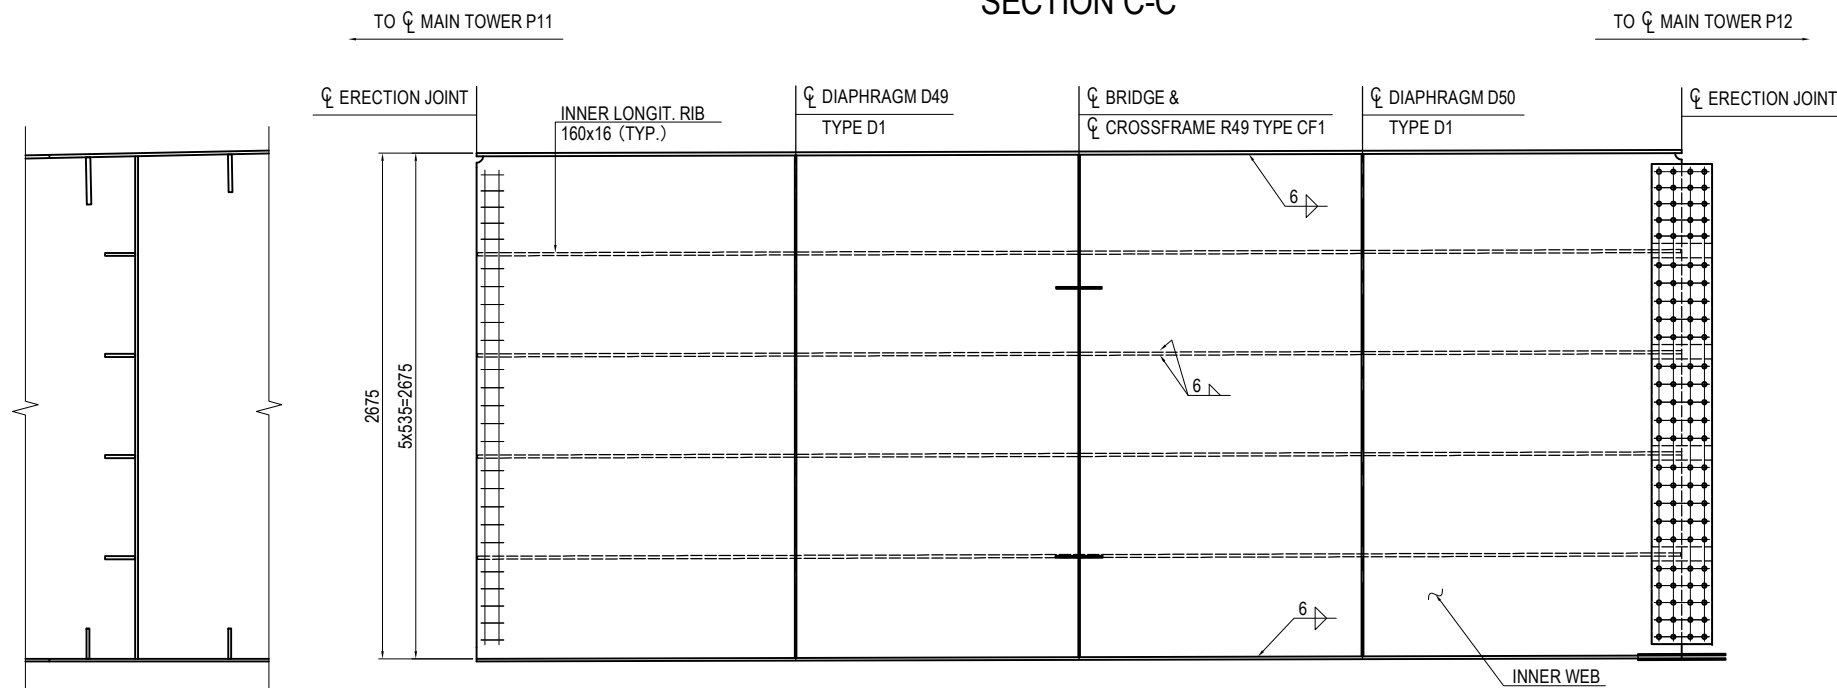 SECTION C-C
TO ℄ MAIN TOWER P11
TO ℄ MAIN TOWER P12
℄ ERECTION JOINT
INNER LONGIT. RIB
160x16 (TYP.)
℄ DIAPHRAGM D49
TYPE D1
℄ BRIDGE &
℄ CROSSFRAME R49 TYPE CF1
℄ DIAPHRAGM D50
TYPE D1
℄ ERECTION JOINT
6
2675
5x535=2675
6
6
INNER WEB